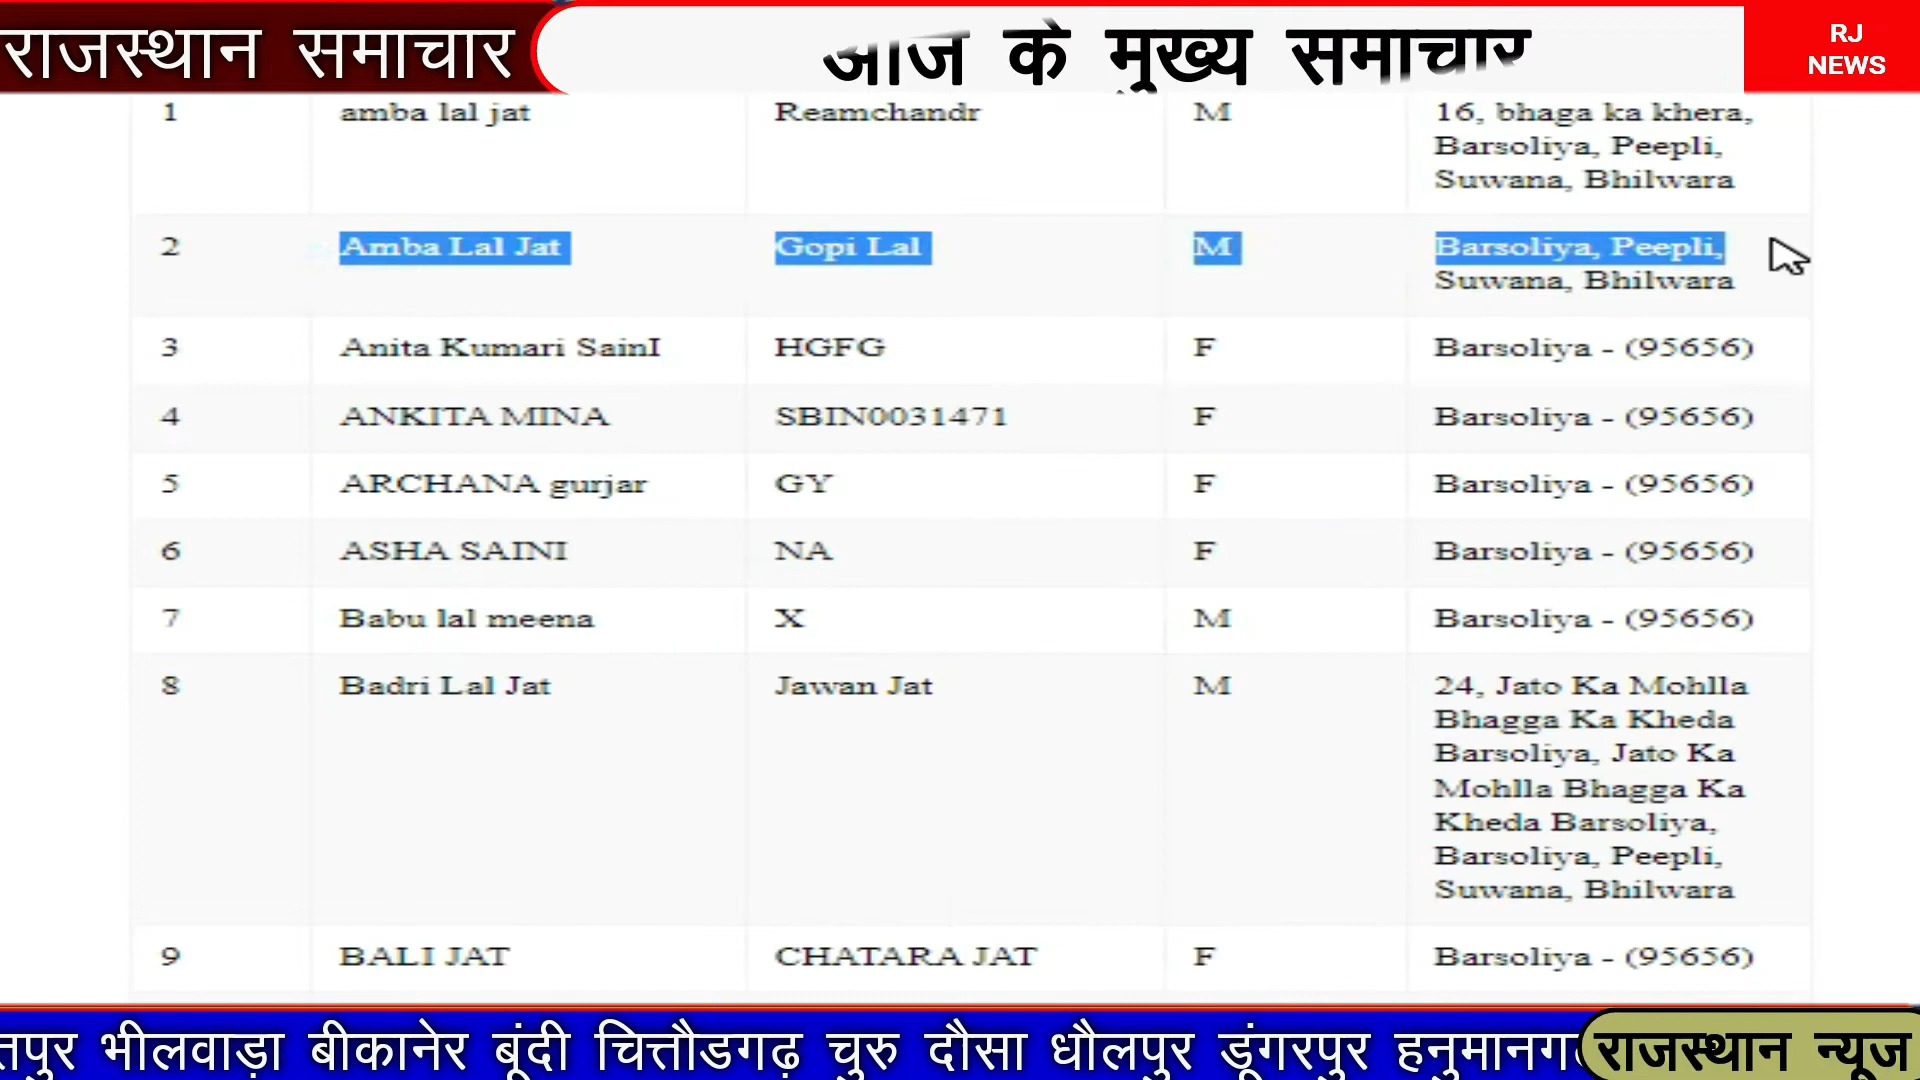 राजस्थान समाचार
आज के मुख्य समाचार
RJ
NEWS
1 amba lal jat Reamchandr M 16, bhaga ka khera,
Barsoliya, Peepli,
Suwana, Bhilwara
2 Amba Lal Jat Gopi Lal M Barsoliya, Peepli,
Suwana, Bhilwara
3 Anita Kumari SainI HGFG F Barsoliya - (95656)
4 ANKITA MINA SBIN0031471 F Barsoliya - (95656)
5 ARCHANA gurjar GY F Barsoliya - (95656)
6 ASHA SAINI NA F Barsoliya - (95656)
7 Babu lal meena X M Barsoliya - (95656)
8 Badri Lal Jat Jawan Jat M 24, Jato Ka Mohlla
Bhagga Ka Kheda
Barsoliya, Jato Ka
Mohlla Bhagga Ka
Kheda Barsoliya,
Barsoliya, Peepli,
Suwana, Bhilwara
9 BALI JAT CHATARA JAT F Barsoliya - (95656)
भीलवाड़ा बीकानेर बूंदी चित्तौडगढ़ चुरु दौसा धौलपुर डूंगरपुर राजस्थान न्यूज